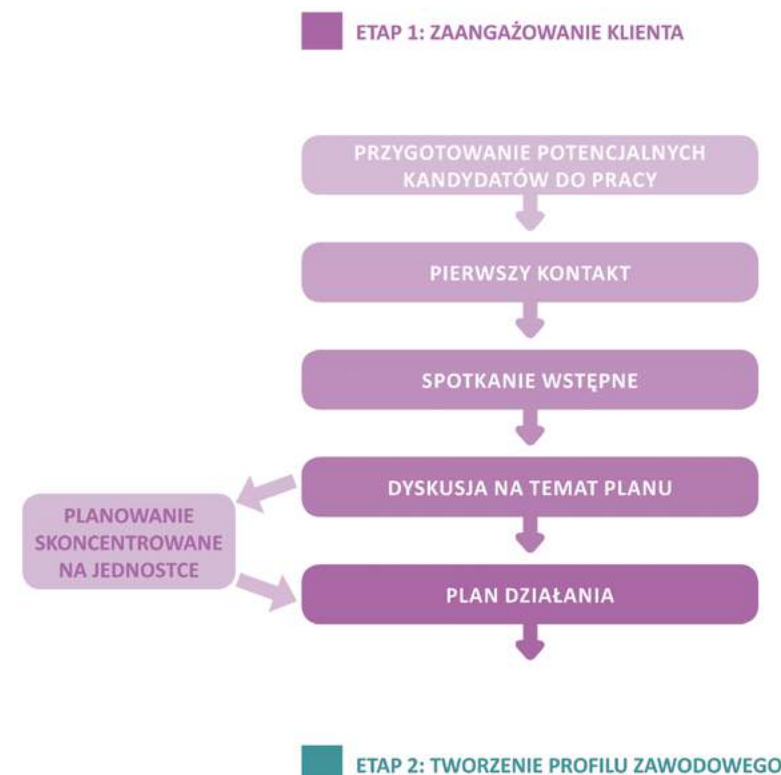 ETAP 1: ZAANGAŻOWANIE KLIENTA
PRZYGOTOWANIE POTENCJALNYCH
KANDYDATÓW DO PRACY
PIERWSZY KONTAKT
SPOTKANIE WSTĘPNE
DYSKUSJA NA TEMAT PLANU
PLANOWANIE
SKONCENTROWANE
NA JEDNOSTCE
PLAN DZIAŁANIA
ETAP 2: TWORZENIE PROFILU ZAWODOWEGO